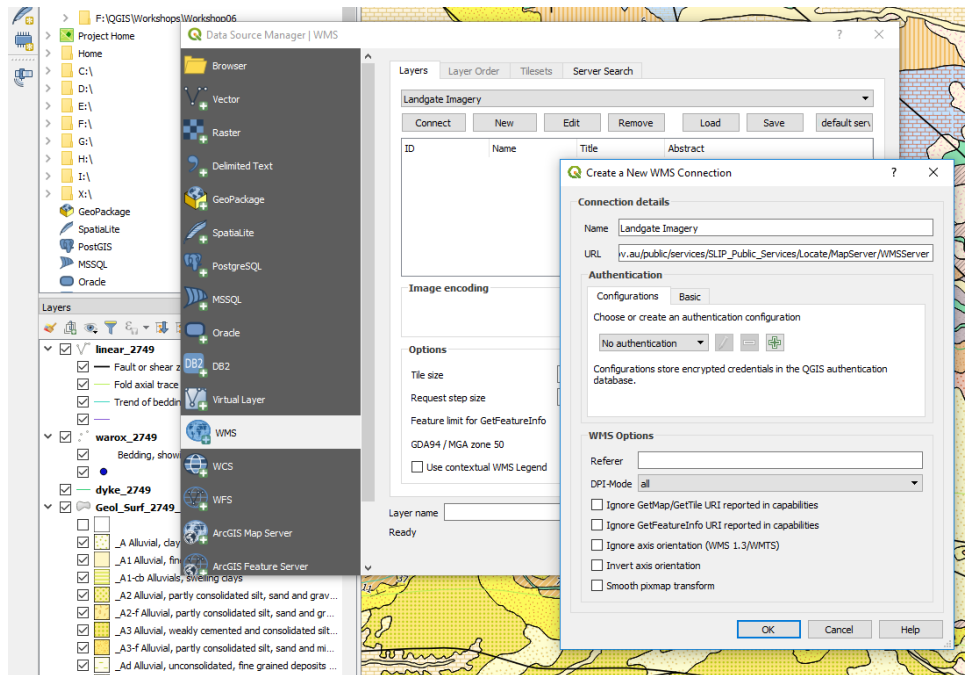 F:\QGIS\Workshops\Workshop06
Project Home
Home
C:\
D:\
E:\
F:\
G:\
H:\
I:\
X:\
GeoPackage
SpatiaLite
PostGIS
MSSQL
Oracle
Layers
linear_2749
Fault or shear z
Fold axial trace
Trend of beddin
warox_2749
Bedding, show
dyke_2749
Geol_Surf_2749_
_A Alluvial, clay
_A1 Alluvial, fin
_A1-cb Alluvials, swelling clays
_A2 Alluvial, partly consolidated silt, sand and grav...
_A2-f Alluvial, partly consolidated silt, sand and gr...
_A3 Alluvial, weakly cemented and consolidated silt...
_A3-f Alluvial, partly consolidated silt, sand and mi...
_Ad Alluvial, unconsolidated, fine grained deposits ...
Data Source Manager | WMS
Browser
Vector
Raster
Delimited Text
GeoPackage
SpatiaLite
PostgreSQL
MSSQL
Oracle
DB2 DB2
Virtual Layer
WMS
WCS
WFS
ArcGIS Map Server
ArcGIS Feature Server
Layers Layer Order Tilesets Server Search
Landgate Imagery
Connect New Edit Remove Load Save default serv
ID Name Title Abstract
Image encoding
Options
Tile size
Request step size
Feature limit for GetFeatureInfo
GDA94 / MGA zone 50
Use contextual WMS Legend
Layer name
Ready
Create a New WMS Connection
Connection details
Name Landgate Imagery
URL ov.au/public/services/SLIP_Public_Services/Locate/MapServer/WMSServer
Authentication
Configurations Basic
Choose or create an authentication configuration
No authentication
Configurations store encrypted credentials in the QGIS authentication
database.
WMS Options
Referer
DPI-Mode all
Ignore GetMap/GetTile URI reported in capabilities
Ignore GetFeatureInfo URI reported in capabilities
Ignore axis orientation (WMS 1.3/WMTS)
Invert axis orientation
Smooth pixmap transform
OK Cancel Help